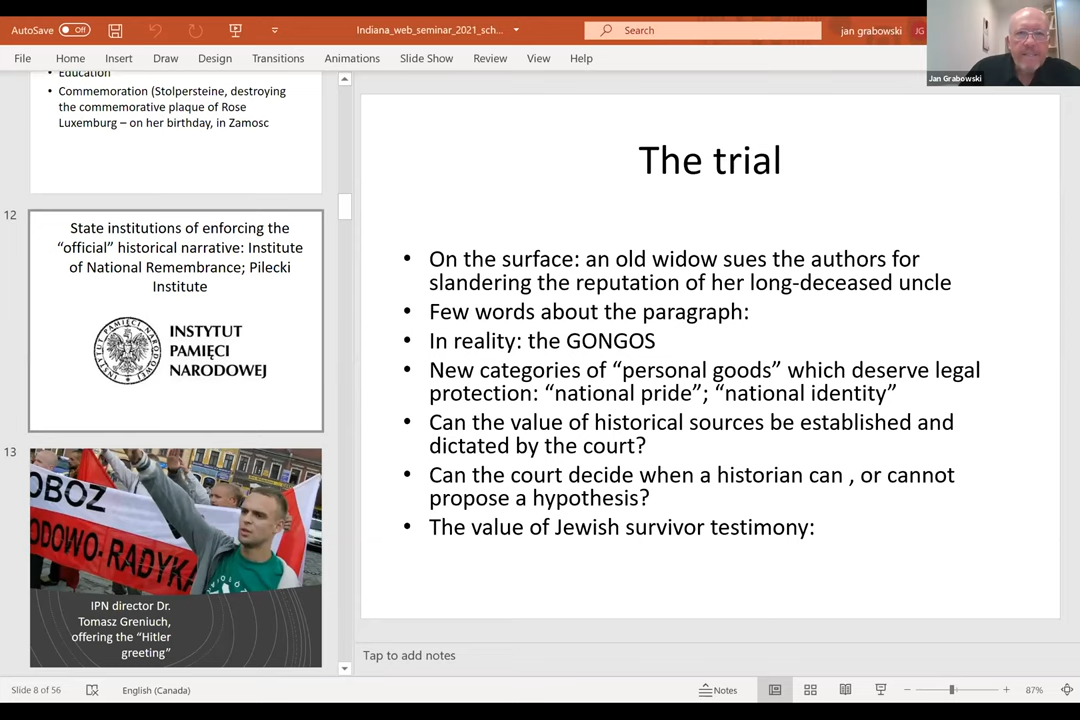 AutoSave
Off
Indiana_web_seminar_2021_sch...
Search
jan grabowski
JG
Jan Grabowski
File
Home
Insert
Draw
Design
Transitions
Animations
Slide Show
Review
View
Help
Education
• Commemoration (Stolpersteine, destroying
the commemorative plaque of Rose
Luxemburg – on her birthday, in Zamosc
12
State institutions of enforcing the
“official” historical narrative: Institute
of National Remembrance; Pilecki
Institute
INSTYTUT
PAMIĘCI
NARODOWEJ
13
OBOZ
ODOWO-RADYKA
IPN director Dr.
Tomasz Greniuch,
offering the “Hitler
greeting”
The trial
• On the surface: an old widow sues the authors for
slandering the reputation of her long-deceased uncle
• Few words about the paragraph:
• In reality: the GONGOS
• New categories of “personal goods” which deserve legal
protection: “national pride”; “national identity”
• Can the value of historical sources be established and
dictated by the court?
• Can the court decide when a historian can , or cannot
propose a hypothesis?
• The value of Jewish survivor testimony:
Tap to add notes
Slide 8 of 56
English (Canada)
Notes
87%